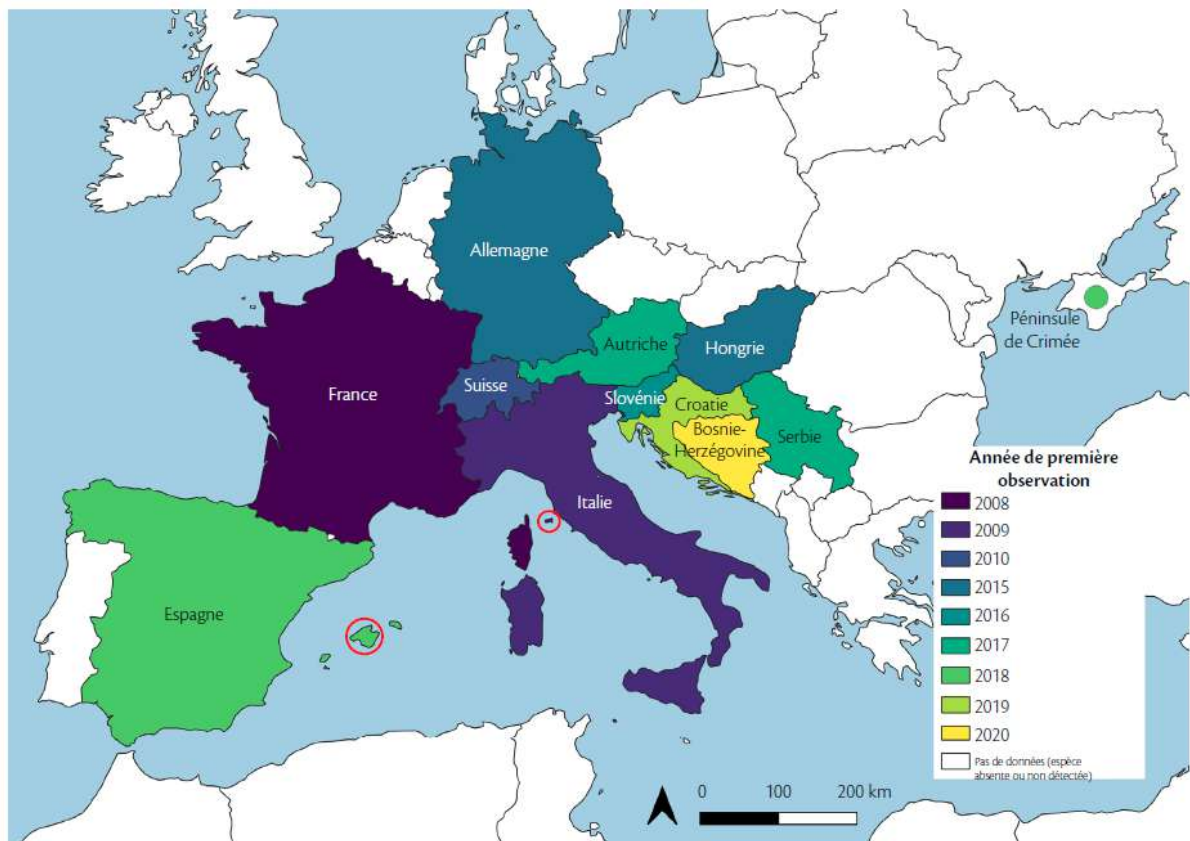 Allemagne
Péninsule
de Crimée
Autriche
Hongrie
Suisse
France
Slovénie
Croatie
Bosnie-
Herzégovine
Serbie
Italie
Espagne
Année de première
observation
2008
2009
2010
2015
2016
2017
2018
2019
2020
Pas de données (espèce
absente ou non détectée)
0 100 200 km